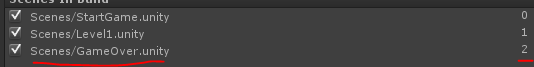 Scenes In Build
Scenes/StartGame.unity 0
Scenes/Level1.unity 1
Scenes/GameOver.unity 2